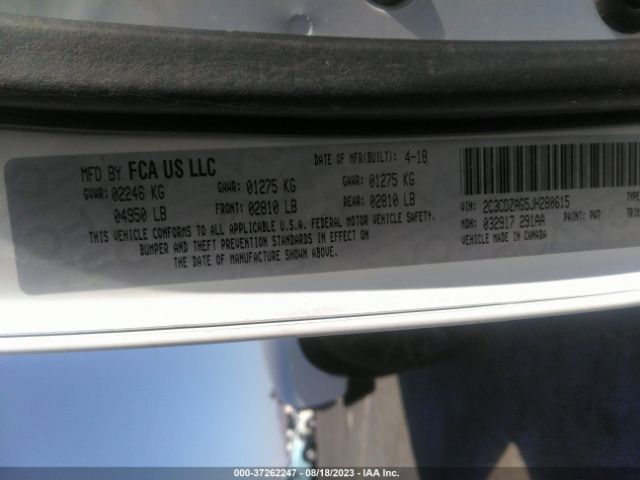 MFD BY FCA US LLC
DATE OF MFR(BUILT): 4-18
GVWR: 02246 KG
04950 LB
GAWR: 01275 KG
FRONT: 02810 LB
GAWR: 01275 KG
REAR: 02810 LB
THIS VEHICLE CONFORMS TO ALL APPLICABLE U.S.A. FEDERAL MOTOR VEHICLE SAFETY,
BUMPER AND THEFT PREVENTION STANDARDS IN EFFECT ON
THE DATE OF MANUFACTURE SHOWN ABOVE.
VIN: 2C3CDZAG5JH280615
TYPE
MDH: 032917 291AA
PAINT: PW7
VEHICLE MADE IN CANADA
000-37262247 - 08/18/2023 - IAA Inc.